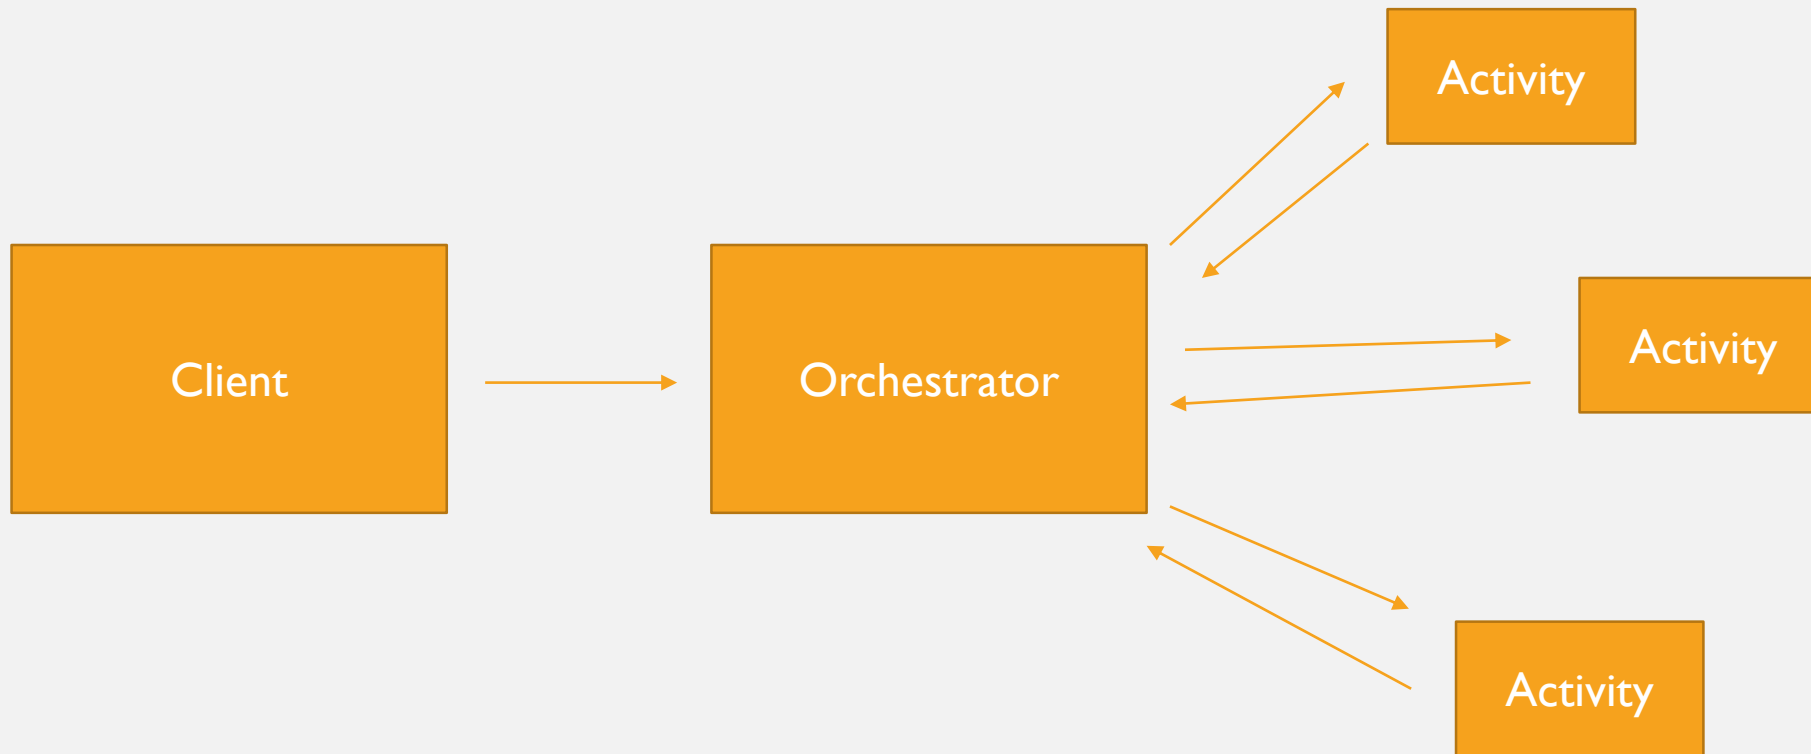 Activity
Client
Orchestrator
Activity
Activity